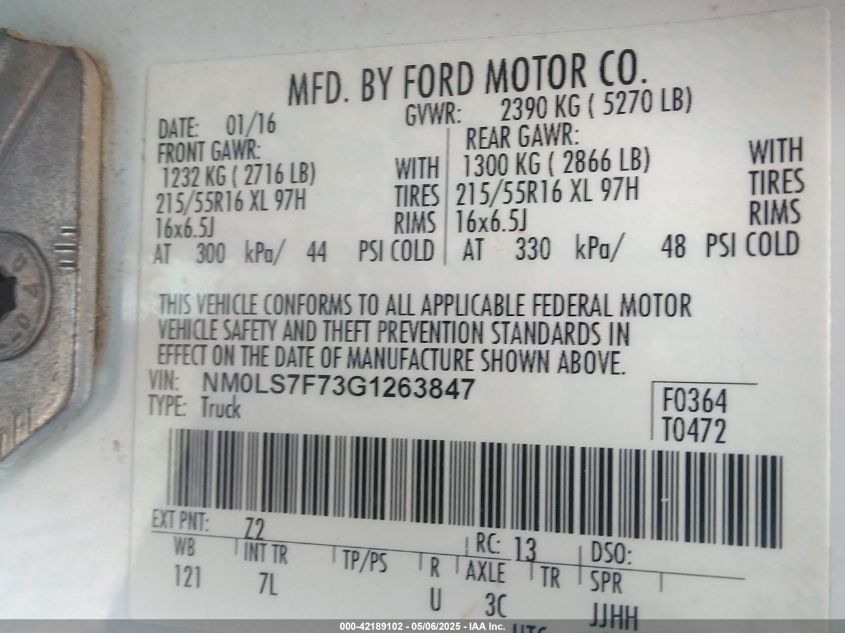 MFD. BY FORD MOTOR CO.
DATE: 01/16 GVWR: 2390 KG ( 5270 LB)
FRONT GAWR: REAR GAWR:
1232 KG ( 2716 LB) WITH 1300 KG ( 2866 LB) WITH
215/55R16 XL 97H TIRES 215/55R16 XL 97H TIRES
16x6.5J RIMS 16x6.5J RIMS
AT 300 kPa/ 44 PSI COLD AT 330 kPa/ 48 PSI COLD
THIS VEHICLE CONFORMS TO ALL APPLICABLE FEDERAL MOTOR
VEHICLE SAFETY AND THEFT PREVENTION STANDARDS IN
EFFECT ON THE DATE OF MANUFACTURE SHOWN ABOVE.
VIN: NM0LS7F73G1263847
TYPE: Truck
F0364
T0472
EXT PNT: Z2 RC: 13 DSO:
WB INT TR TP/PS R AXLE TR SPR
121 7L U 3C JJHH
000-42189102 - 05/06/2025 - IAA Inc.